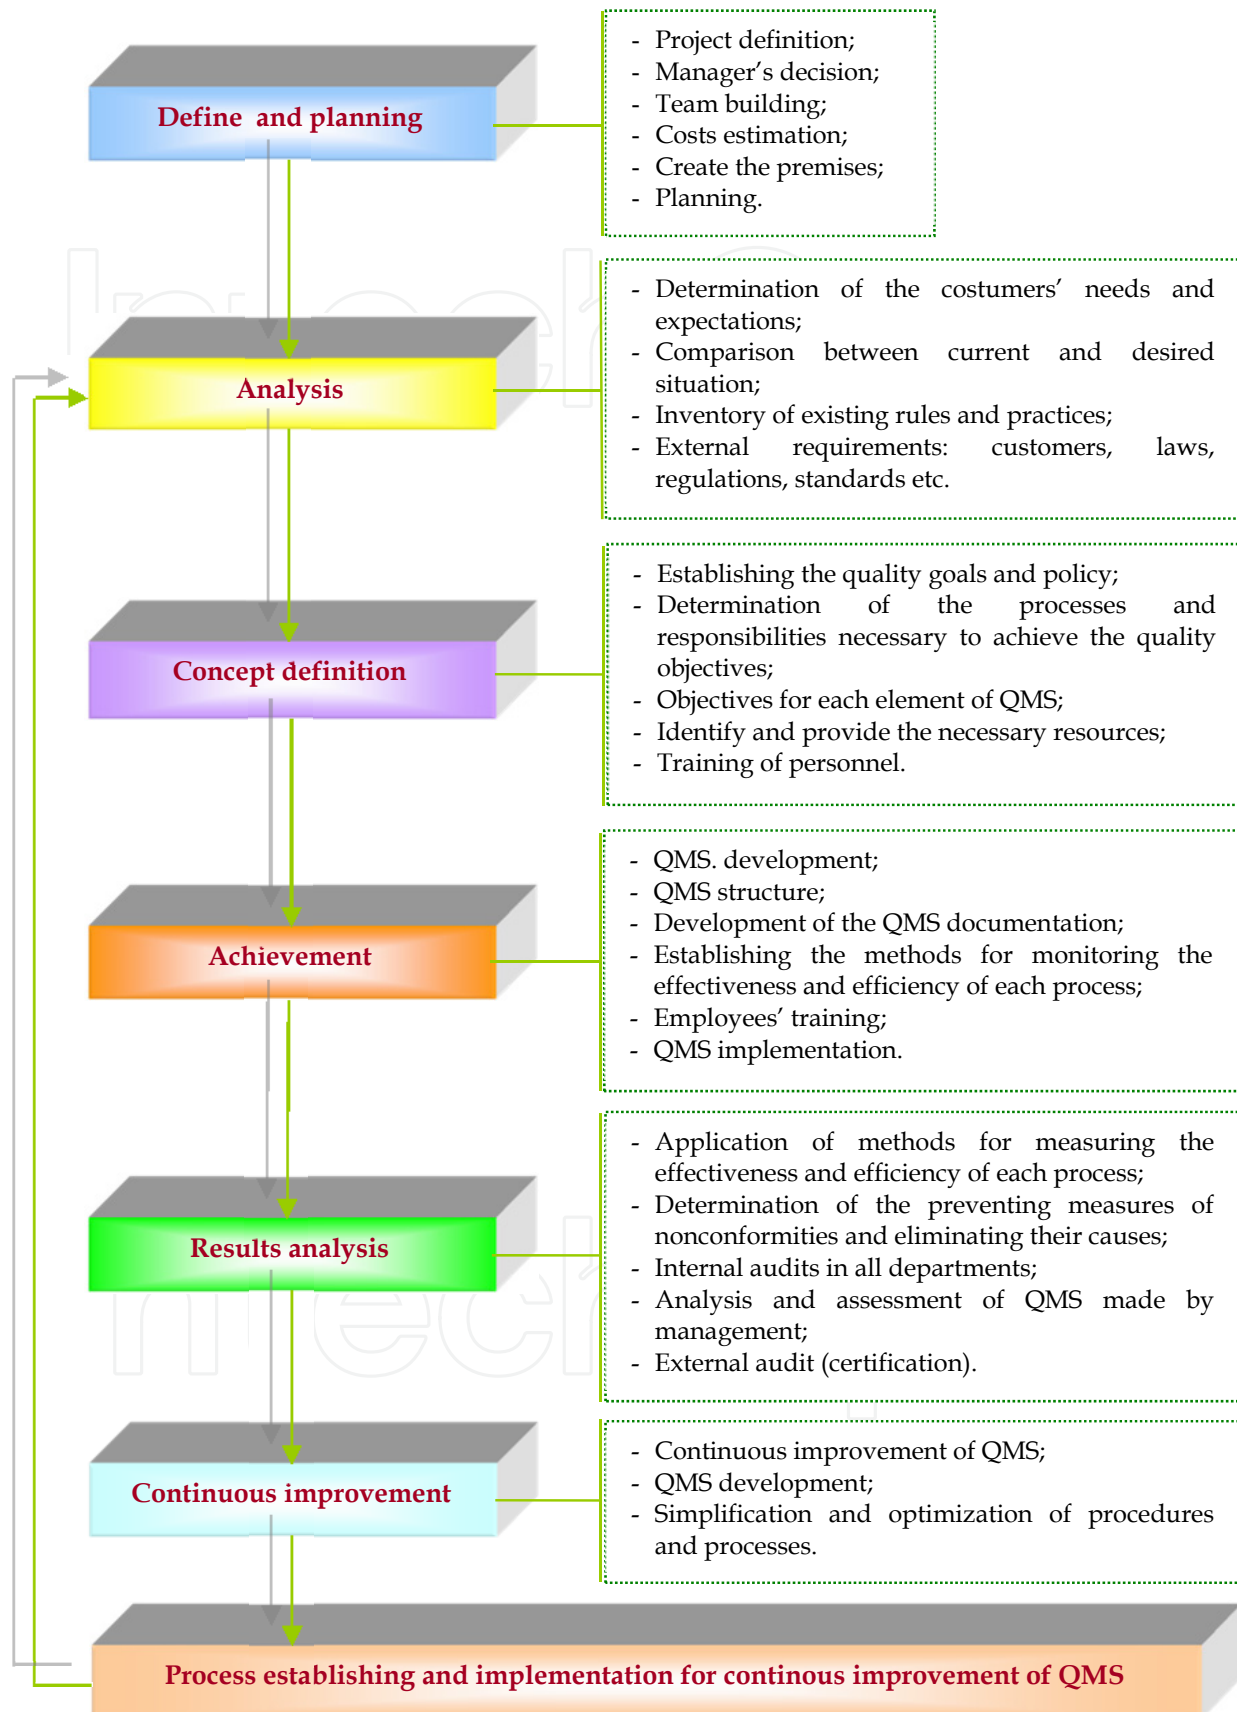 Define and planning
- Project definition;
- Manager's decision;
- Team building;
- Costs estimation;
- Create the premises;
- Planning.
Analysis
- Determination of the costumers' needs and
expectations;
- Comparison between current and desired
situation;
- Inventory of existing rules and practices;
- External requirements: customers, laws,
regulations, standards etc.
Concept definition
- Establishing the quality goals and policy;
- Determination of the processes and
responsibilities necessary to achieve the quality
objectives;
- Objectives for each element of QMS;
- Identify and provide the necessary resources;
- Training of personnel.
Achievement
- QMS. development;
- QMS structure;
- Development of the QMS documentation;
- Establishing the methods for monitoring the
effectiveness and efficiency of each process;
- Employees' training;
- QMS implementation.
Results analysis
- Application of methods for measuring the
effectiveness and efficiency of each process;
- Determination of the preventing measures of
nonconformities and eliminating their causes;
- Internal audits in all departments;
- Analysis and assessment of QMS made by
management;
- External audit (certification).
Continuous improvement
- Continuous improvement of QMS;
- QMS development;
- Simplification and optimization of procedures
and processes.
Process establishing and implementation for continous improvement of QMS